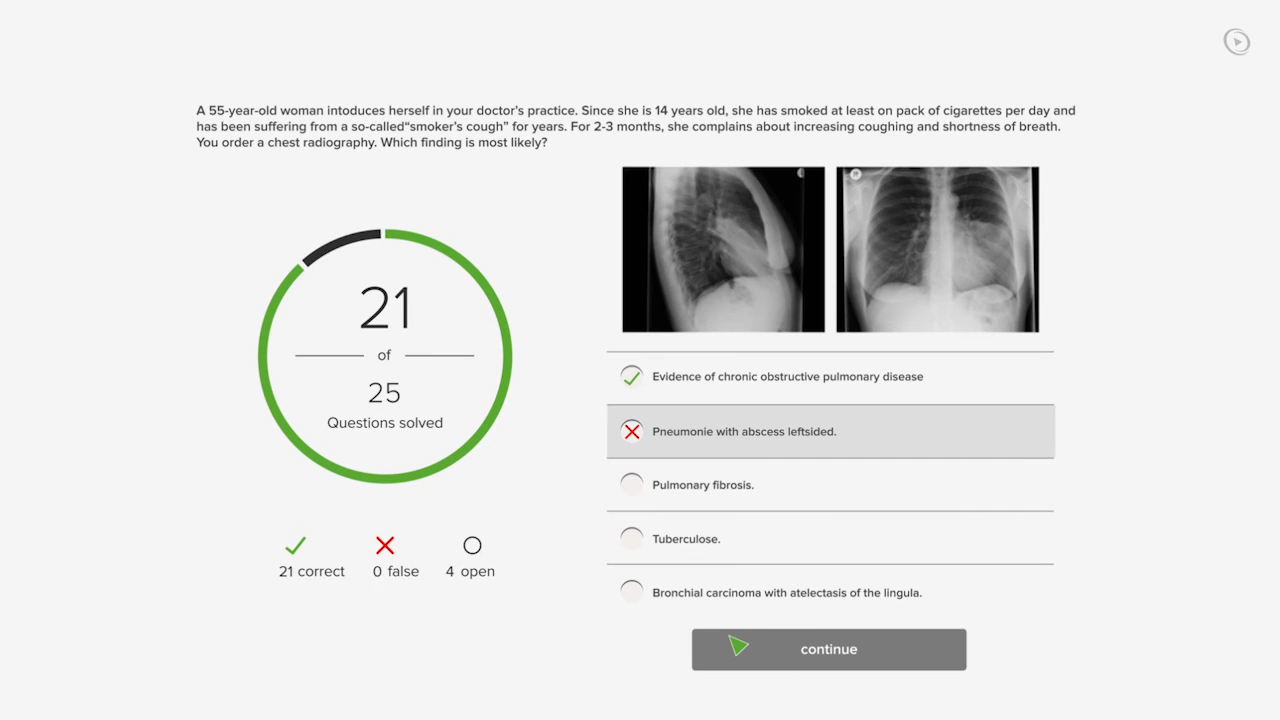 A 55-year-old woman intoduces herself in your doctor's practice. Since she is 14 years old, she has smoked at least on pack of cigarettes per day and
has been suffering from a so-called“smoker's cough” for years. For 2-3 months, she complains about increasing coughing and shortness of breath.
You order a chest radiography. Which finding is most likely?
21
of
25
Questions solved
21 correct
0 false
4 open
Evidence of chronic obstructive pulmonary disease
Pneumonie with abscess leftsided.
Pulmonary fibrosis.
Tuberculose.
Bronchial carcinoma with atelectasis of the lingula.
continue